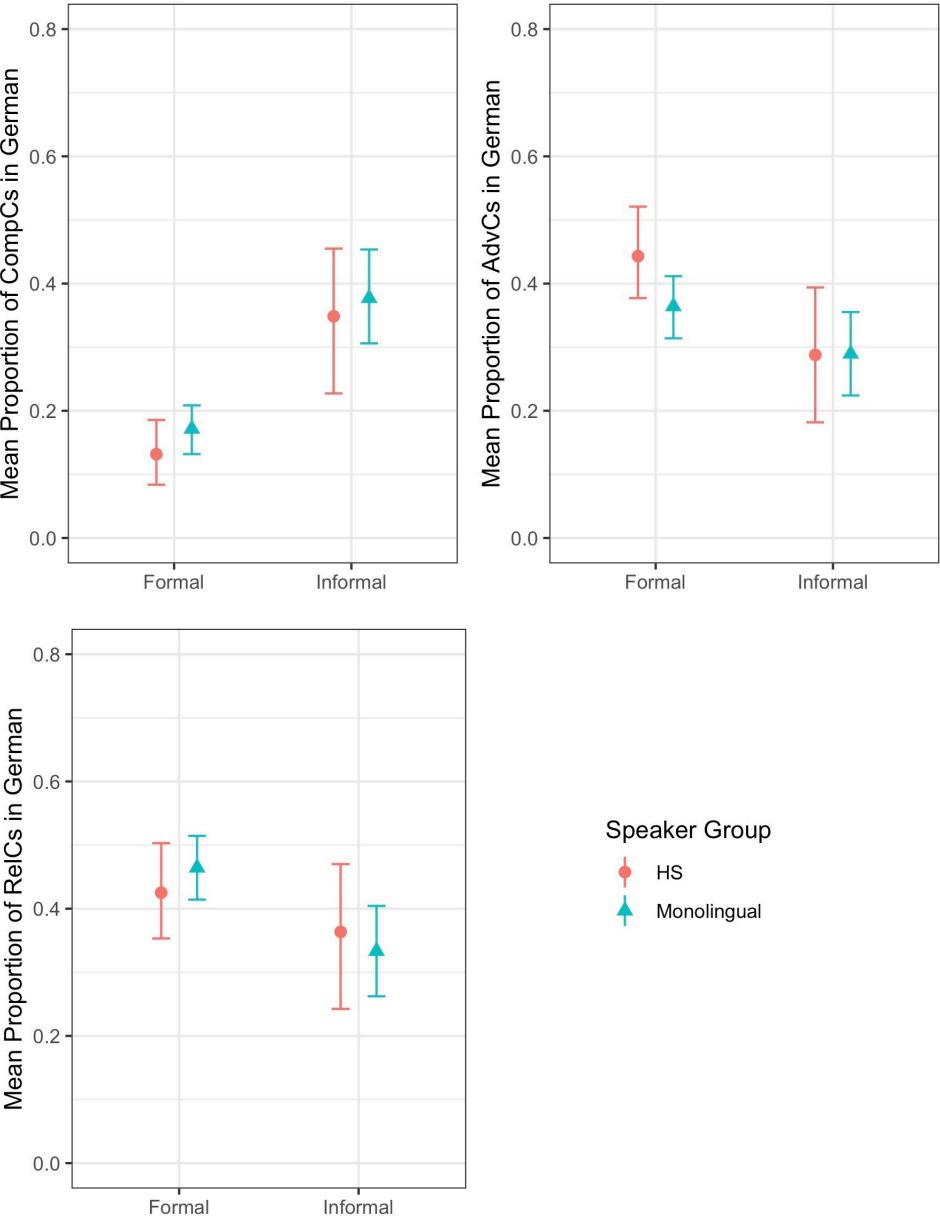 Mean Proportion of CompCs in German
0.8
0.6
0.4
0.2
0.0
Formal Informal
Mean Proportion of AdvCs in German
0.8
0.6
0.4
0.2
0.0
Formal Informal
Mean Proportion of RelCs in German
0.8
0.6
0.4
0.2
0.0
Formal Informal
Speaker Group
HS
Monolingual